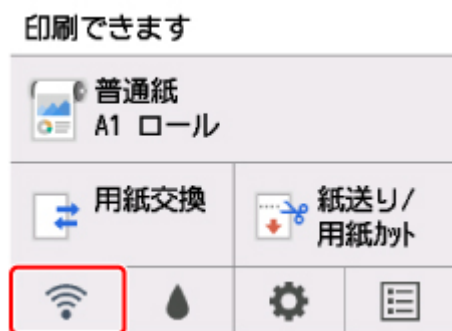 印刷できます
普通紙
A1 ロール
用紙交換
紙送り/
用紙ｶｯﾄ